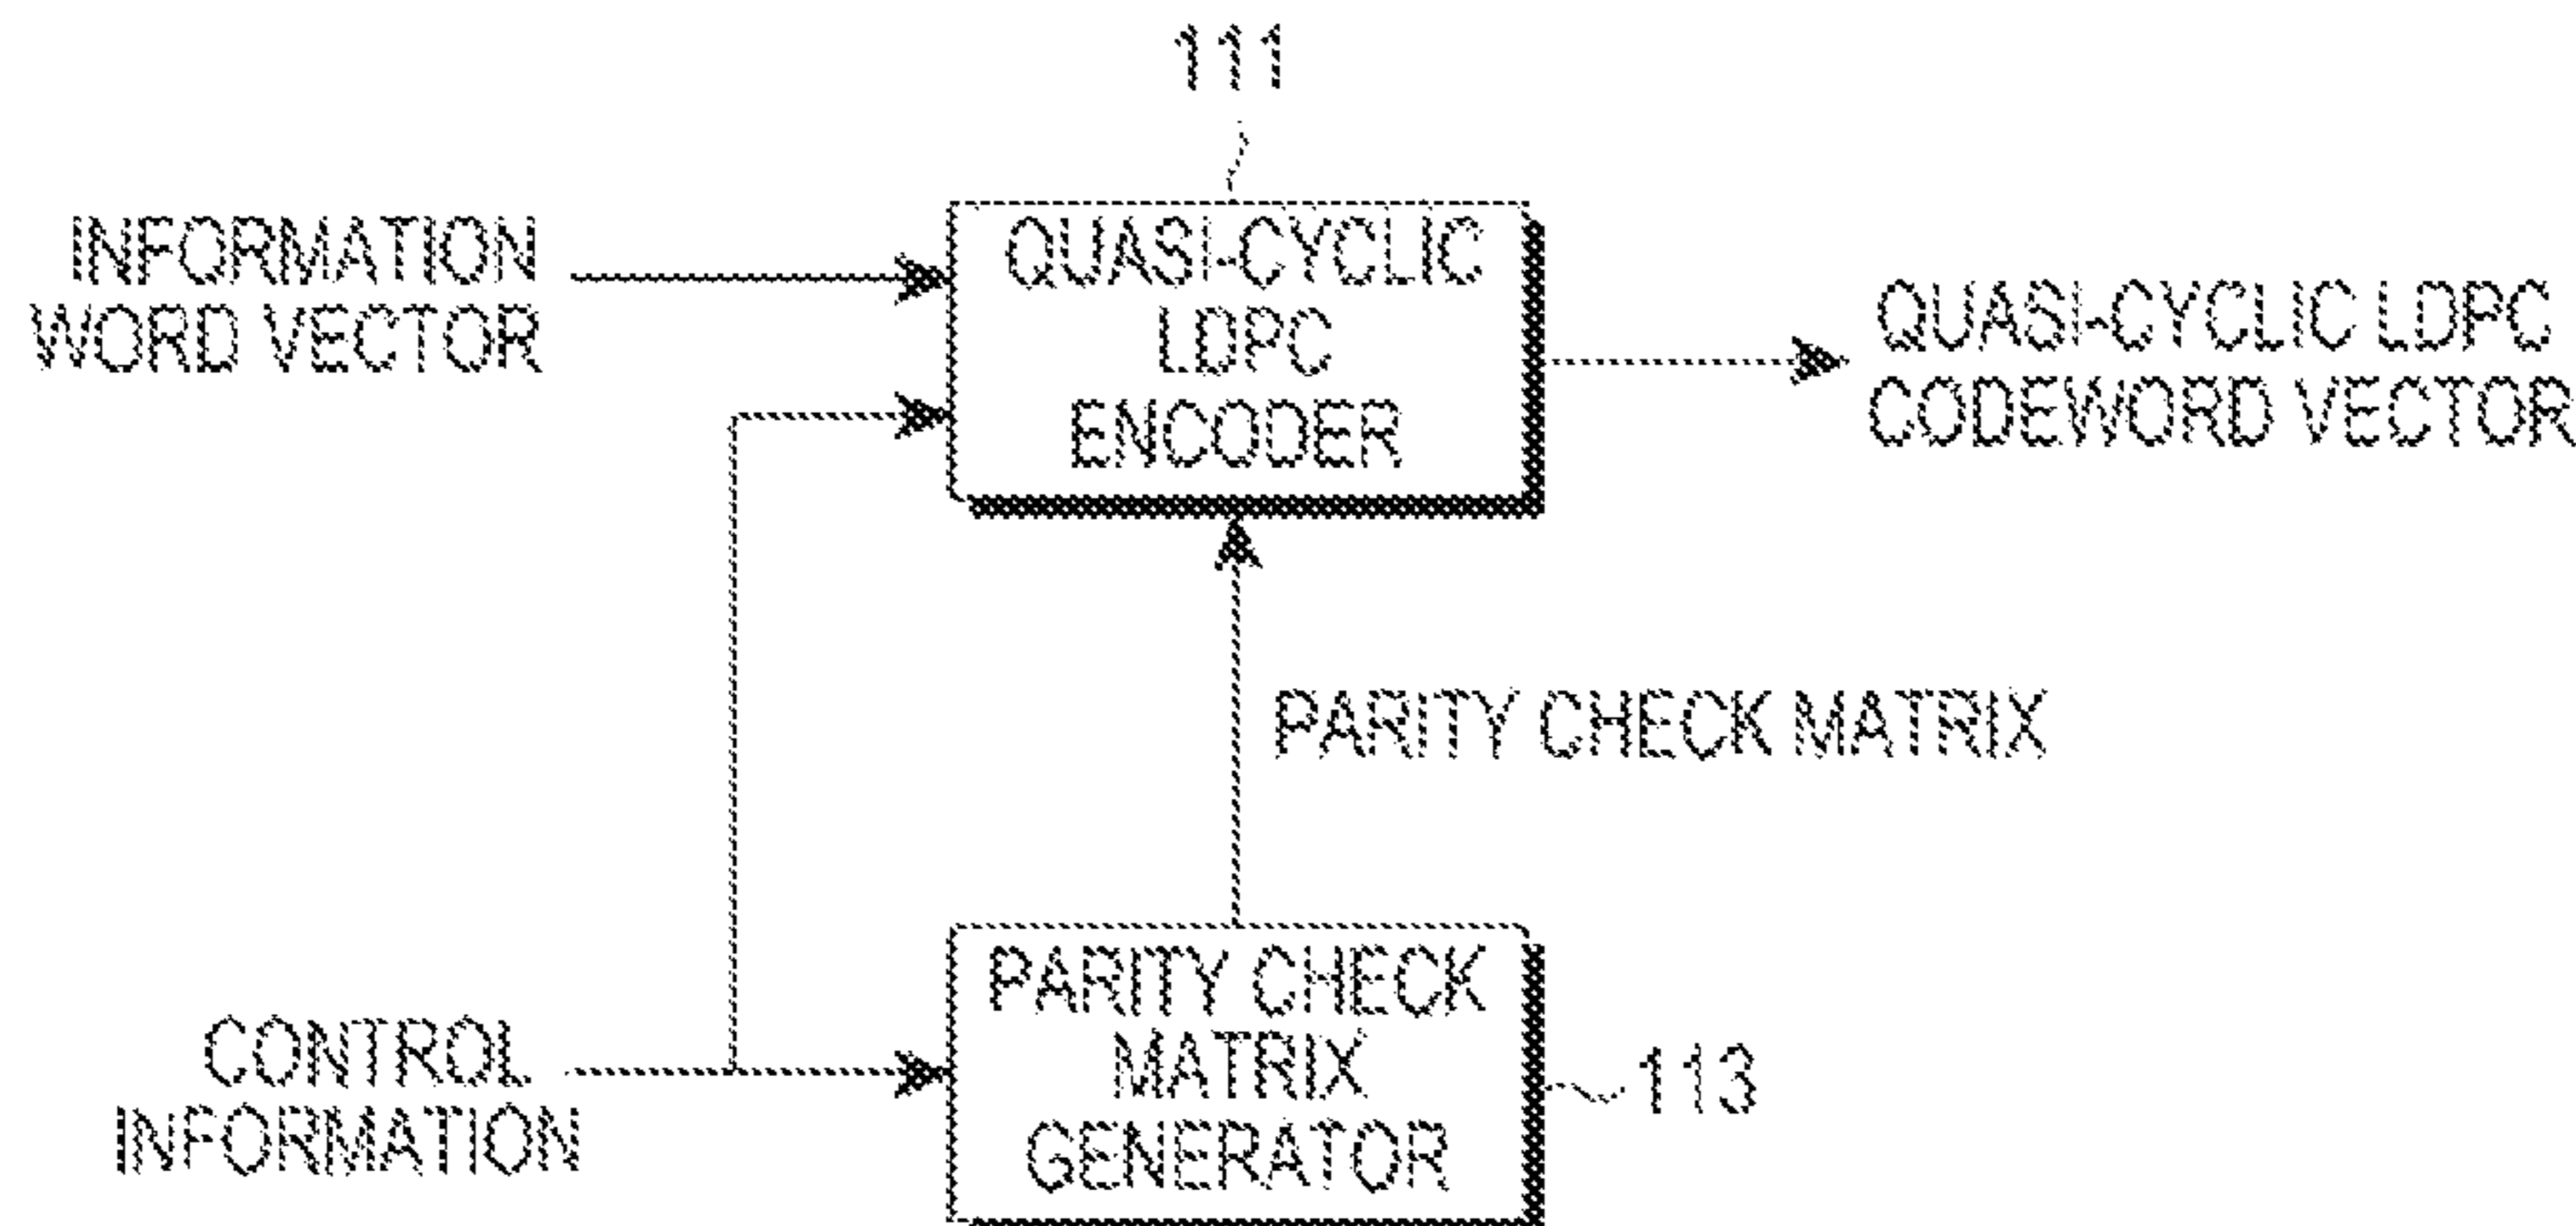 111
INFORMATION
WORD VECTOR
QUASI-CYCLIC
LDPC
ENCODER
QUASI-CYCLIC LDPC
CODEWORD VECTOR
PARITY CHECK MATRIX
CONTROL
INFORMATION
PARITY CHECK
MATRIX
GENERATOR
113